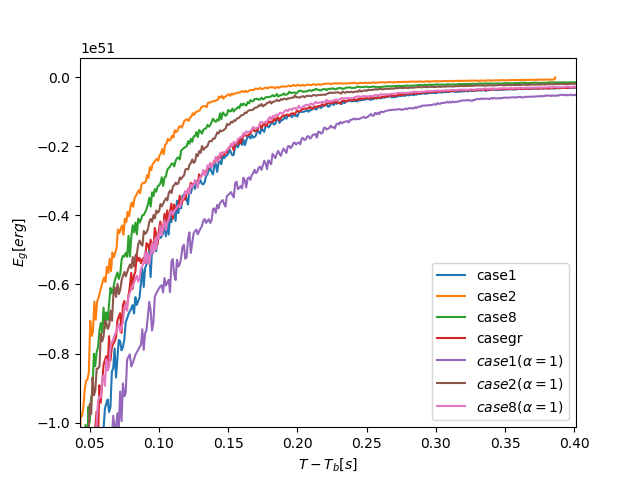 1e51
0.0
−0.2
−0.4
−0.6
−0.8
−1.0
E_g[erg]
0.05 0.10 0.15 0.20 0.25 0.30 0.35 0.40
T − T_b[s]
case1
case2
case8
casegr
case1(α = 1)
case2(α = 1)
case8(α = 1)